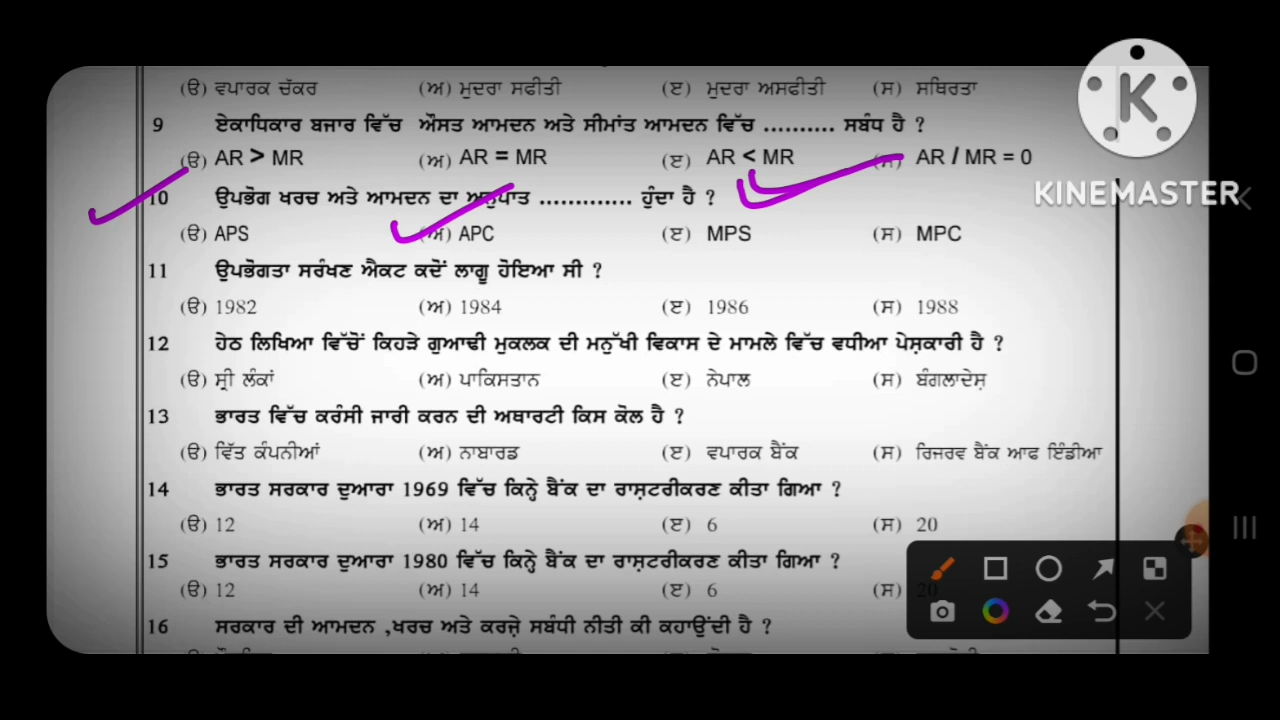 (ੳ) ਵਪਾਰਕ ਚੱਕਰ (ਅ) ਮੁਦਰਾ ਸਫੀਤੀ (ੲ) ਮੁਦਰਾ ਅਸਫੀਤੀ (ਸ) ਸਥਿਰਤਾ
9 ਏਕਾਧਿਕਾਰ ਬਜਾਰ ਵਿੱਚ ਔਸਤ ਆਮਦਨ ਅਤੇ ਸੀਮਾਂਤ ਆਮਦਨ ਵਿੱਚ .......... ਸਬੰਧ ਹੈ ?
(ੳ) AR > MR (ਅ) AR = MR (ੲ) AR < MR (ਸ) AR / MR = 0
KINEMASTER
10 ਉਪਭੋਗ ਖਰਚ ਅਤੇ ਆਮਦਨ ਦਾ ਅਨੁਪਾਤ ............. ਹੁੰਦਾ ਹੈ ?
(ੳ) APS (ਅ) APC (ੲ) MPS (ਸ) MPC
11 ਉਪਭੋਗਤਾ ਸਰੰਖਣ ਐਕਟ ਕਦੋਂ ਲਾਗੂ ਹੋਇਆ ਸੀ ?
(ੳ) 1982 (ਅ) 1984 (ੲ) 1986 (ਸ) 1988
12 ਹੇਠ ਲਿਖਿਆ ਵਿੱਚੋਂ ਕਿਹੜੇ ਗੁਆਢੀ ਮੁਕਲਕ ਦੀ ਮਨੁੱਖੀ ਵਿਕਾਸ ਦੇ ਮਾਮਲੇ ਵਿੱਚ ਵਧੀਆ ਪੇਸ਼ਕਾਰੀ ਹੈ ?
(ੳ) ਸ੍ਰੀ ਲੰਕਾਂ (ਅ) ਪਾਕਿਸਤਾਨ (ੲ) ਨੇਪਾਲ (ਸ) ਬੰਗਲਾਦੇਸ਼
13 ਭਾਰਤ ਵਿੱਚ ਕਰੰਸੀ ਜਾਰੀ ਕਰਨ ਦੀ ਅਥਾਰਟੀ ਕਿਸ ਕੋਲ ਹੈ ?
(ੳ) ਵਿੱਤ ਕੰਪਨੀਆਂ (ਅ) ਨਾਬਾਰਡ (ੲ) ਵਪਾਰਕ ਬੈਂਕ (ਸ) ਰਿਜਰਵ ਬੈਂਕ ਆਫ ਇੰਡੀਆ
14 ਭਾਰਤ ਸਰਕਾਰ ਦੁਆਰਾ 1969 ਵਿੱਚ ਕਿਨ੍ਹੇ ਬੈਂਕ ਦਾ ਰਾਸ਼ਟਰੀਕਰਣ ਕੀਤਾ ਗਿਆ ?
(ੳ) 12 (ਅ) 14 (ੲ) 6 (ਸ) 20
15 ਭਾਰਤ ਸਰਕਾਰ ਦੁਆਰਾ 1980 ਵਿੱਚ ਕਿਨ੍ਹੇ ਬੈਂਕ ਦਾ ਰਾਸ਼ਟਰੀਕਰਣ ਕੀਤਾ ਗਿਆ ?
(ੳ) 12 (ਅ) 14 (ੲ) 6 (ਸ) 20
16 ਸਰਕਾਰ ਦੀ ਆਮਦਨ ,ਖਰਚ ਅਤੇ ਕਰਜ਼ੇ ਸਬੰਧੀ ਨੀਤੀ ਕੀ ਕਹਾਉਂਦੀ ਹੈ ?